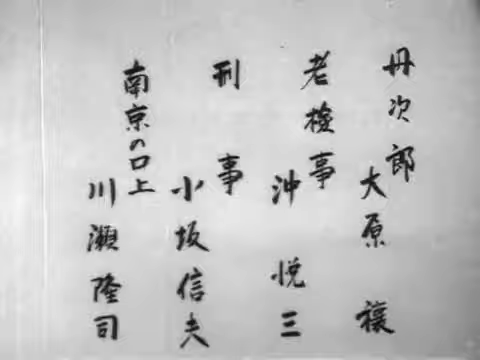 丹次郎
大原 穣
老検事
沖 悦三
刑 事
小坂信夫
南京の口上
川瀬隆司